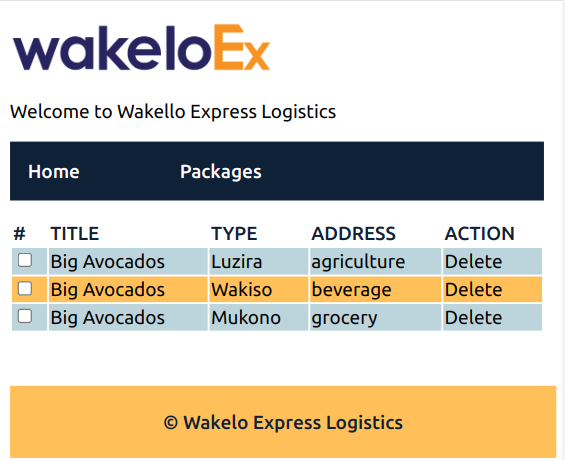 wakeloEx
Welcome to Wakello Express Logistics
Home Packages
# TITLE TYPE ADDRESS ACTION
Big Avocados Luzira agriculture Delete
Big Avocados Wakiso beverage Delete
Big Avocados Mukono grocery Delete
© Wakelo Express Logistics